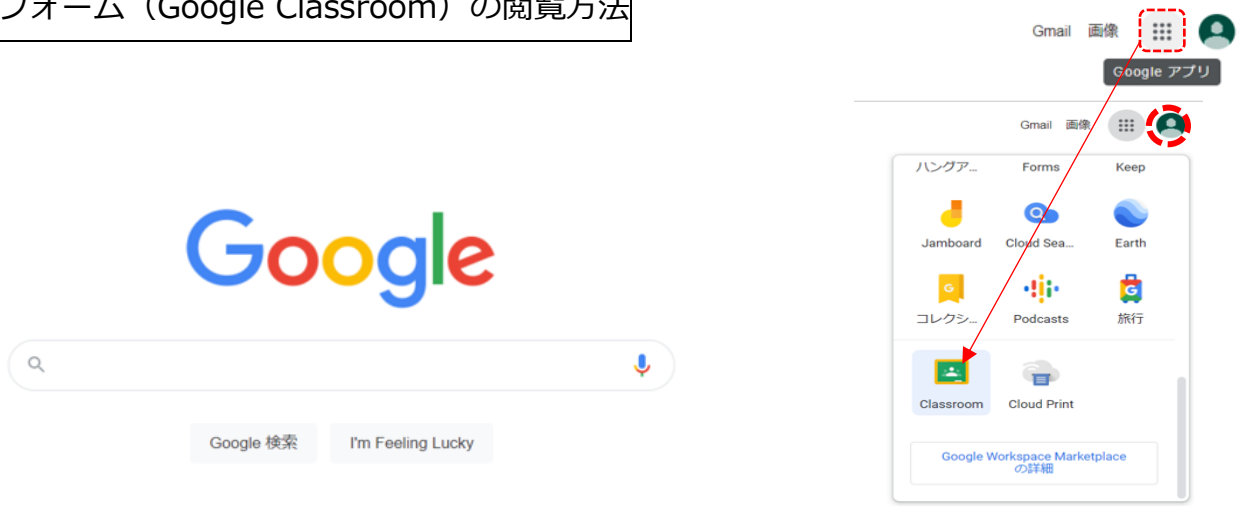 フォーム（Google Classroom）の閲覧方法
Gmail 画像
Google アプリ
Gmail 画像
ハングア... Forms Keep
Jamboard Cloud Sea... Earth
G G
コレクシ... Podcasts 旅行
Classroom Cloud Print
Google Workspace Marketplace
の詳細
Google
Google 検索 I'm Feeling Lucky